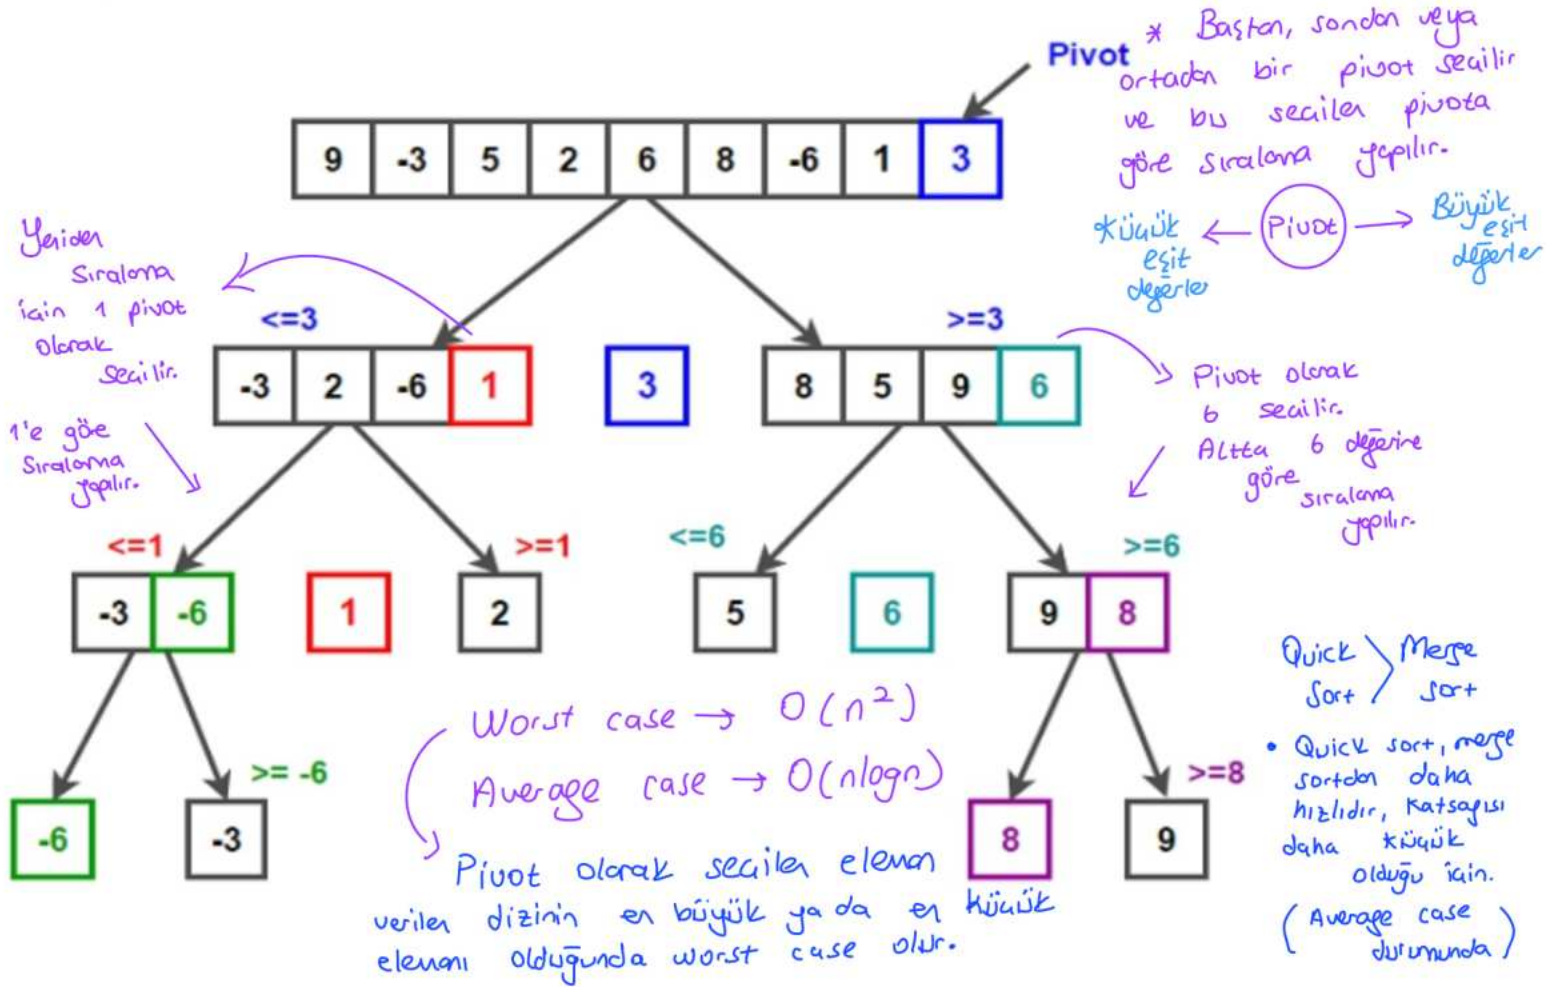 Pivot
* Baştan, sondan veya
ortadan bir pivot seçilir
ve bu seçilen pivota
göre sıralama yapılır.
9 -3 5 2 6 8 -6 1 3
Küçük
eşit
değerler
Pivot
Büyük
eşit
değerler
Yeniden
Sıralama
için 1 pivot
olarak
seçilir.
<=3
>=3
-3 2 -6 1
3
8 5 9 6
Pivot olarak
6 seçilir.
Altta 6 değerine
göre
sıralama
yapılır.
1'e göre
Sıralama
yapılır.
<=1
>=1
<=6
>=6
-3 -6
1
2
5
6
9 8
Quick
Sort
>
Merge
sort
Worst case → O(n²)
Average case → O(nlogn)
>= -6
>=8
-6
-3
8
9
• Quick sort, merge
sorttan daha
hızlıdır, Katsayısı
daha küçük
olduğu için.
(Average case
durumunda)
Pivot olarak seçilen eleman
verilen dizinin en büyük ya da en küçük
elemanı olduğunda worst case olur.